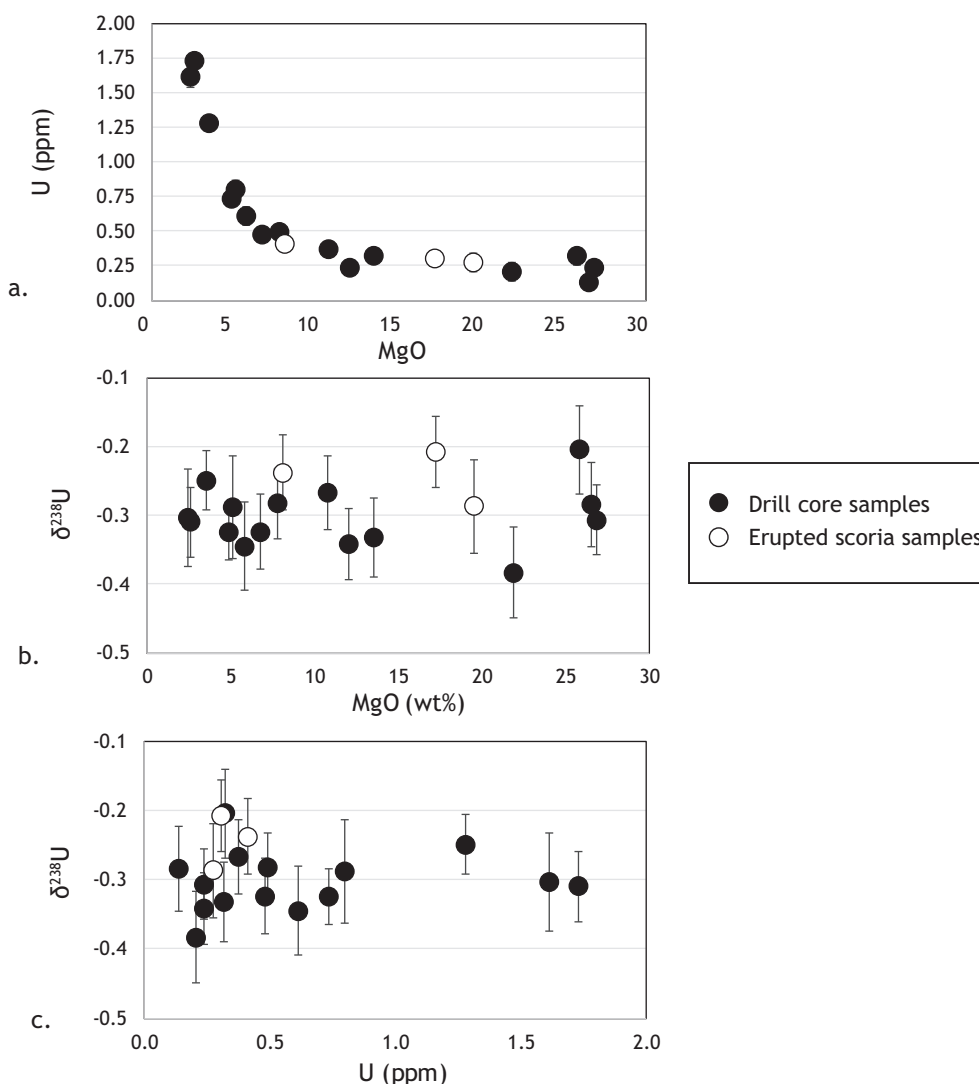 2.00
1.75
1.50
1.25
1.00
0.75
0.50
0.25
0.00
U (ppm)
a.
0 5 10 15 20 25 30
MgO
-0.1
-0.2
-0.3
-0.4
-0.5
δ²³⁸U
b.
0 5 10 15 20 25 30
MgO (wt%)
Drill core samples
Erupted scoria samples
-0.1
-0.2
-0.3
-0.4
-0.5
δ²³⁸U
c.
0.0 0.5 1.0 1.5 2.0
U (ppm)